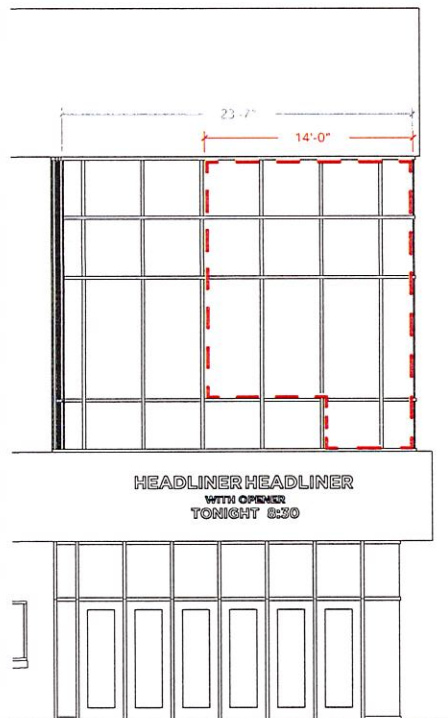 23'-7"
14'-0"
HEADLINER HEADLINER
WITH OPENER
TONIGHT 8:30